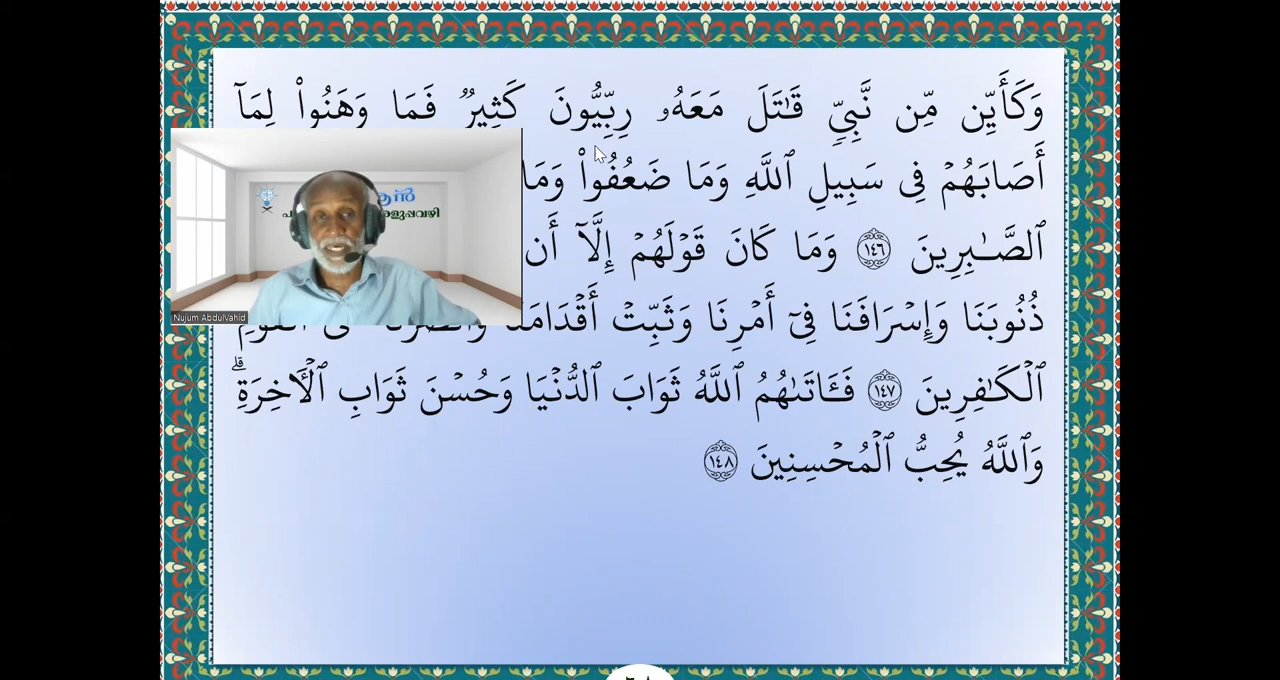 وَكَأَيِّن مِّن نَّبِيٍّ قَٰتَلَ مَعَهُۥ رِبِّيُّونَ كَثِيرٌ فَمَا وَهَنُوا۟ لِمَآ
أَصَابَهُمْ فِى سَبِيلِ ٱللَّهِ وَمَا ضَعُفُوا۟ وَمَا
ٱلصَّٰبِرِينَ ١٤٦ وَمَا كَانَ قَوْلَهُمْ إِلَّآ أَن
ذُنُوبَنَا وَإِسْرَافَنَا فِىٓ أَمْرِنَا وَثَبِّتْ
ٱلْكَٰفِرِينَ ١٤٧ فَـَٔاتَىٰهُمُ ٱللَّهُ ثَوَابَ ٱلدُّنْيَا وَحُسْنَ ثَوَابِ ٱلْـَٔاخِرَةِۗ
وَٱللَّهُ يُحِبُّ ٱلْمُحْسِنِينَ ١٤٨
Nujum AbdulVahid